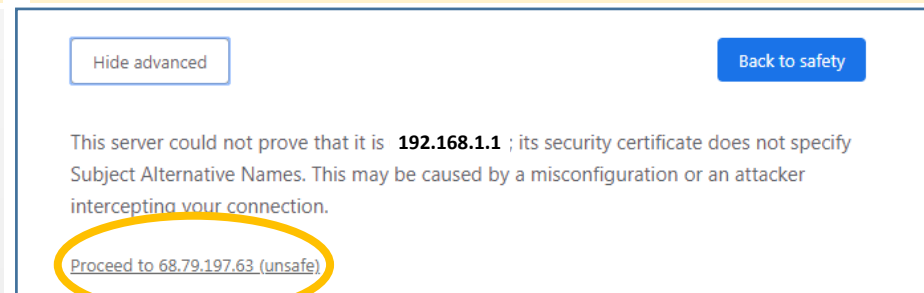 Hide advanced
Back to safety
This server could not prove that it is 192.168.1.1 ; its security certificate does not specify
Subject Alternative Names. This may be caused by a misconfiguration or an attacker
intercepting your connection.
Proceed to 68.79.197.63 (unsafe)